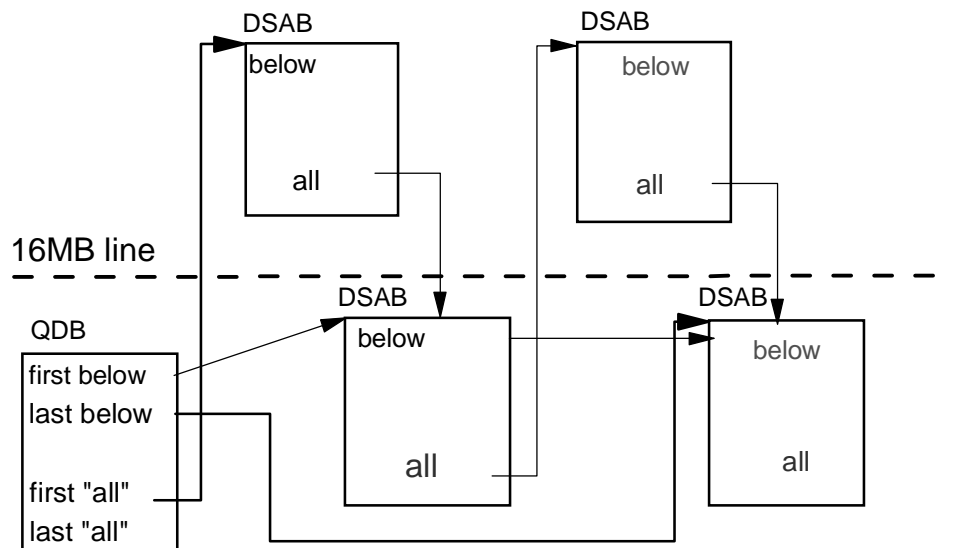 DSAB
below
all
DSAB
below
all
16MB line
DSAB
below
all
DSAB
below
all
QDB
first below
last below
first "all"
last "all"